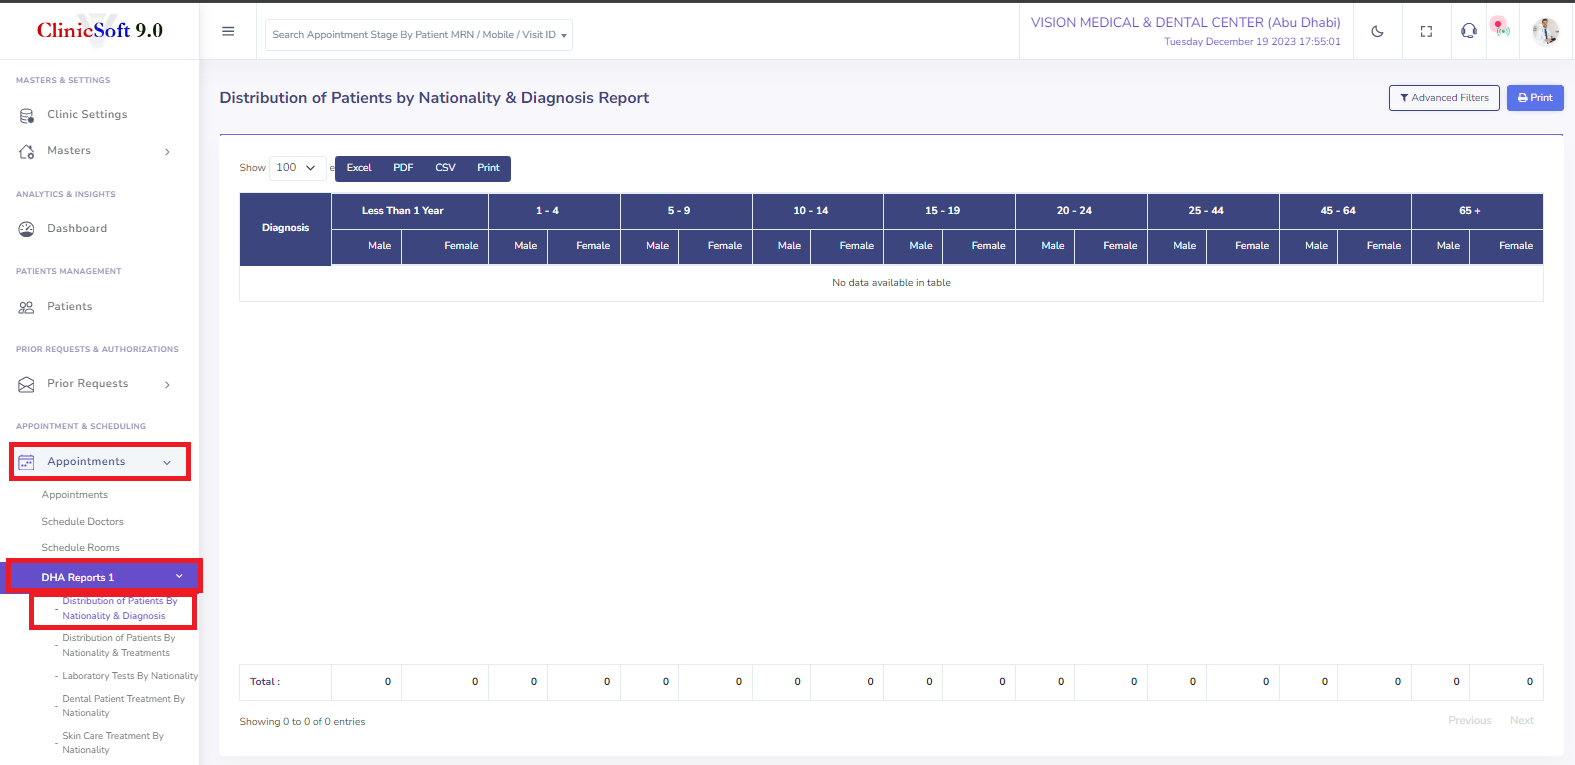 ClinicSoft 9.0
Search Appointment Stage By Patient MRN / Mobile / Visit ID
VISION MEDICAL & DENTAL CENTER (Abu Dhabi)
Tuesday December 19 2023 17:55:01
MASTERS & SETTINGS
Clinic Settings
Masters
ANALYTICS & INSIGHTS
Dashboard
PATIENTS MANAGEMENT
Patients
PRIOR REQUESTS & AUTHORIZATIONS
Prior Requests
APPOINTMENT & SCHEDULING
Appointments
Appointments
Schedule Doctors
Schedule Rooms
DHA Reports 1
- Distribution of Patients By
Nationality & Diagnosis
- Distribution of Patients By
Nationality & Treatments
- Laboratory Tests By Nationality
- Dental Patient Treatment By
Nationality
- Skin Care Treatment By
Nationality
Distribution of Patients by Nationality & Diagnosis Report
Advanced Filters Print
Show 100 e Excel PDF CSV Print
Diagnosis Less Than 1 Year 1 - 4 5 - 9 10 - 14 15 - 19 20 - 24 25 - 44 45 - 64 65 +
Male Female Male Female Male Female Male Female Male Female Male Female Male Female Male Female Male Female
No data available in table
Total : 0 0 0 0 0 0 0 0 0 0 0 0 0 0 0 0 0 0
Showing 0 to 0 of 0 entries
Previous Next